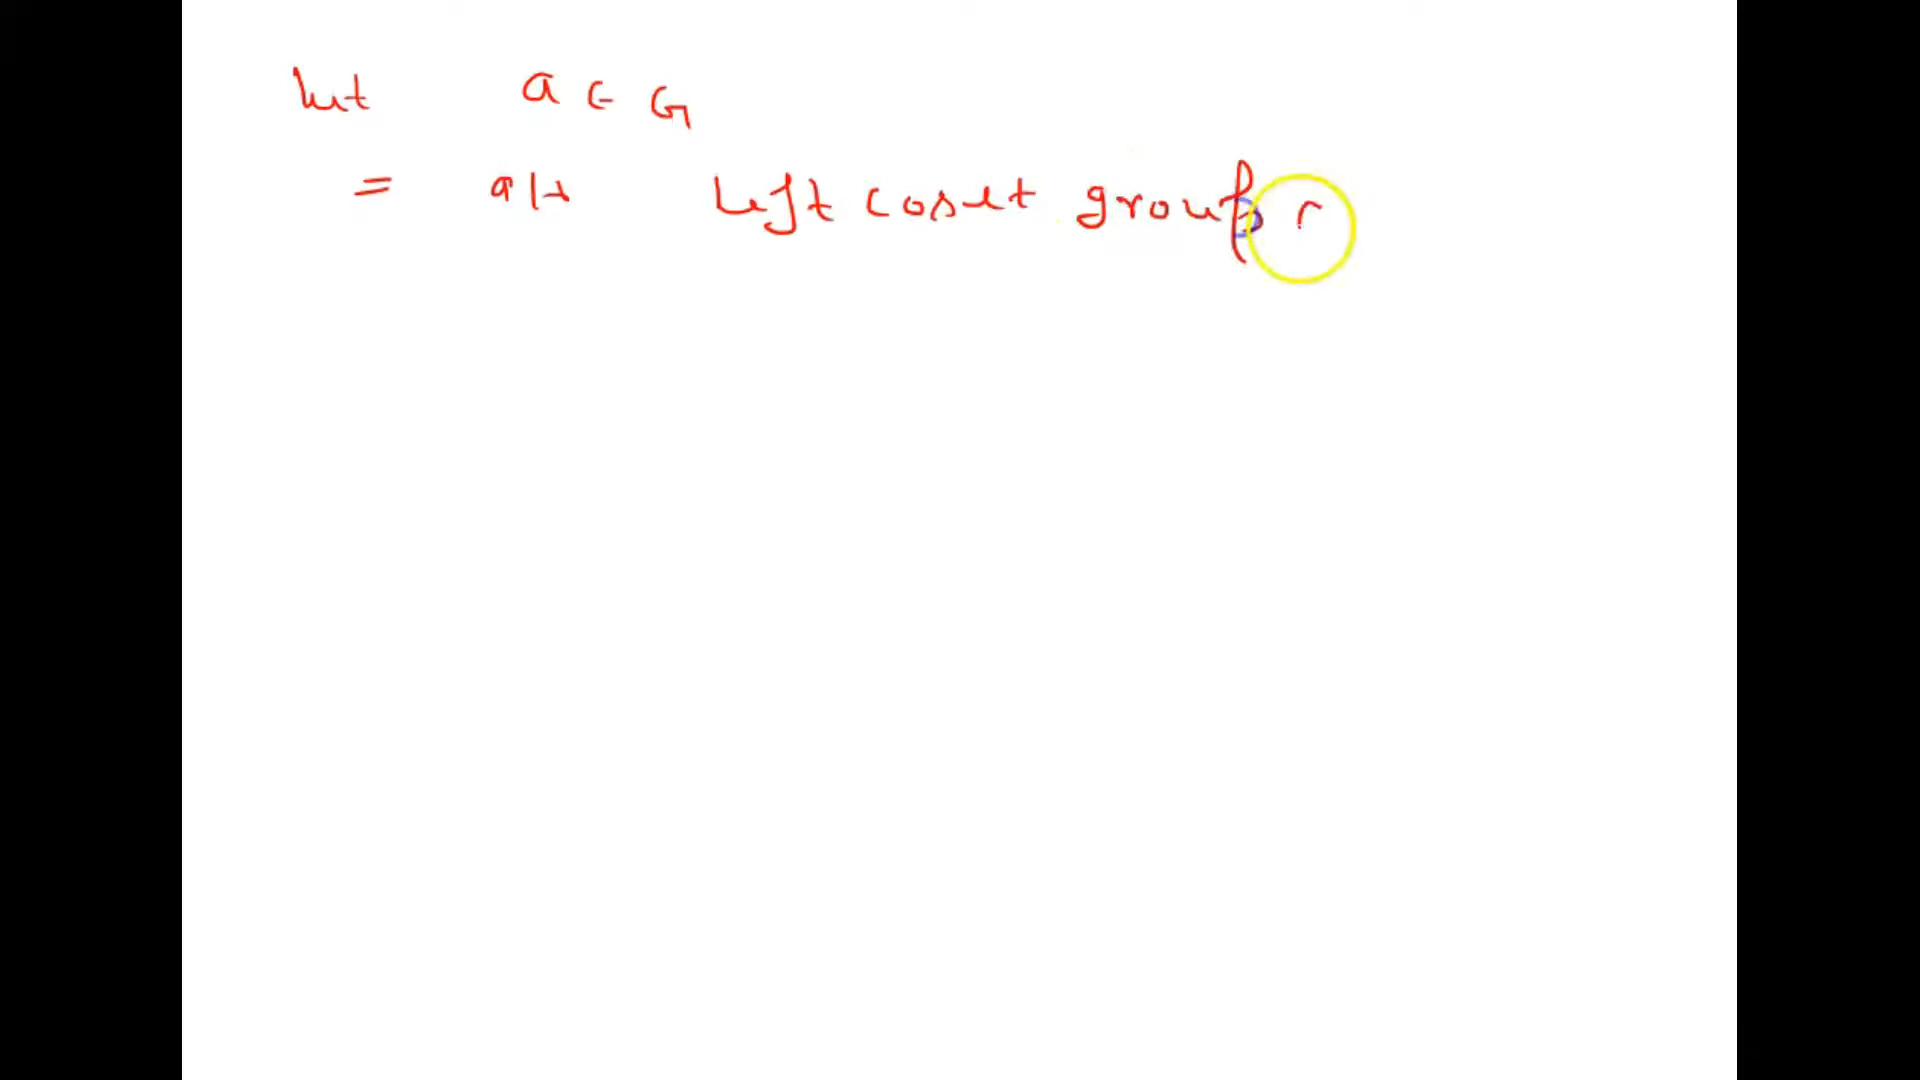 let a ∈ G
= aH left coset group